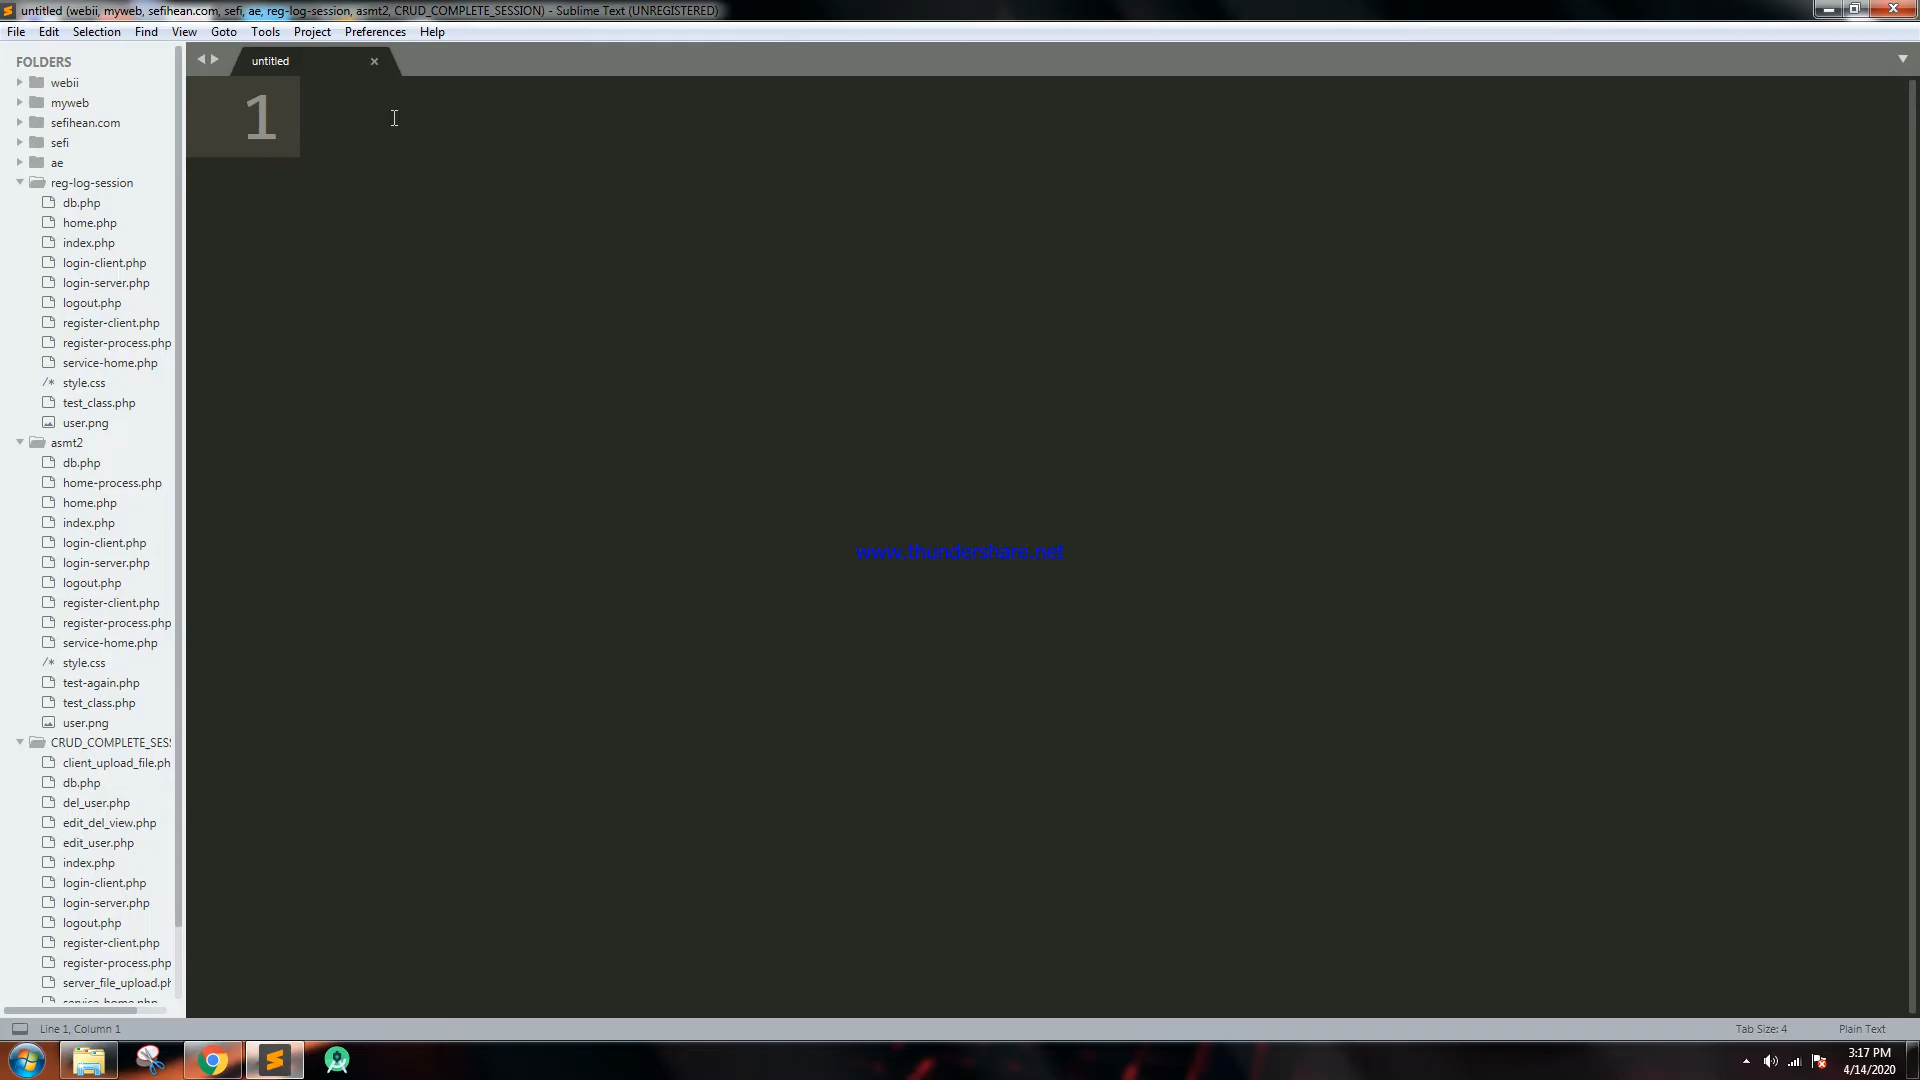 untitled (webii, myweb, sefihean.com, sefi, ae, reg-log-session, asmt2, CRUD_COMPLETE_SESSION) - Sublime Text (UNREGISTERED)
File Edit Selection Find View Goto Tools Project Preferences Help
FOLDERS
untitled
webii
1
myweb
sefihean.com
sefi
ae
reg-log-session
db.php
home.php
index.php
login-client.php
login-server.php
logout.php
register-client.php
register-process.php
service-home.php
/* style.css
test_class.php
user.png
asmt2
db.php
home-process.php
home.php
index.php
login-client.php
www.thundershare.net
login-server.php
logout.php
register-client.php
register-process.php
service-home.php
/* style.css
test-again.php
test_class.php
user.png
CRUD_COMPLETE_SES
client_upload_file.ph
db.php
del_user.php
edit_del_view.php
edit_user.php
index.php
login-client.php
login-server.php
logout.php
register-client.php
register-process.php
server_file_upload.ph
service-home.php
Line 1, Column 1
Tab Size: 4
Plain Text
3:17 PM
4/14/2020